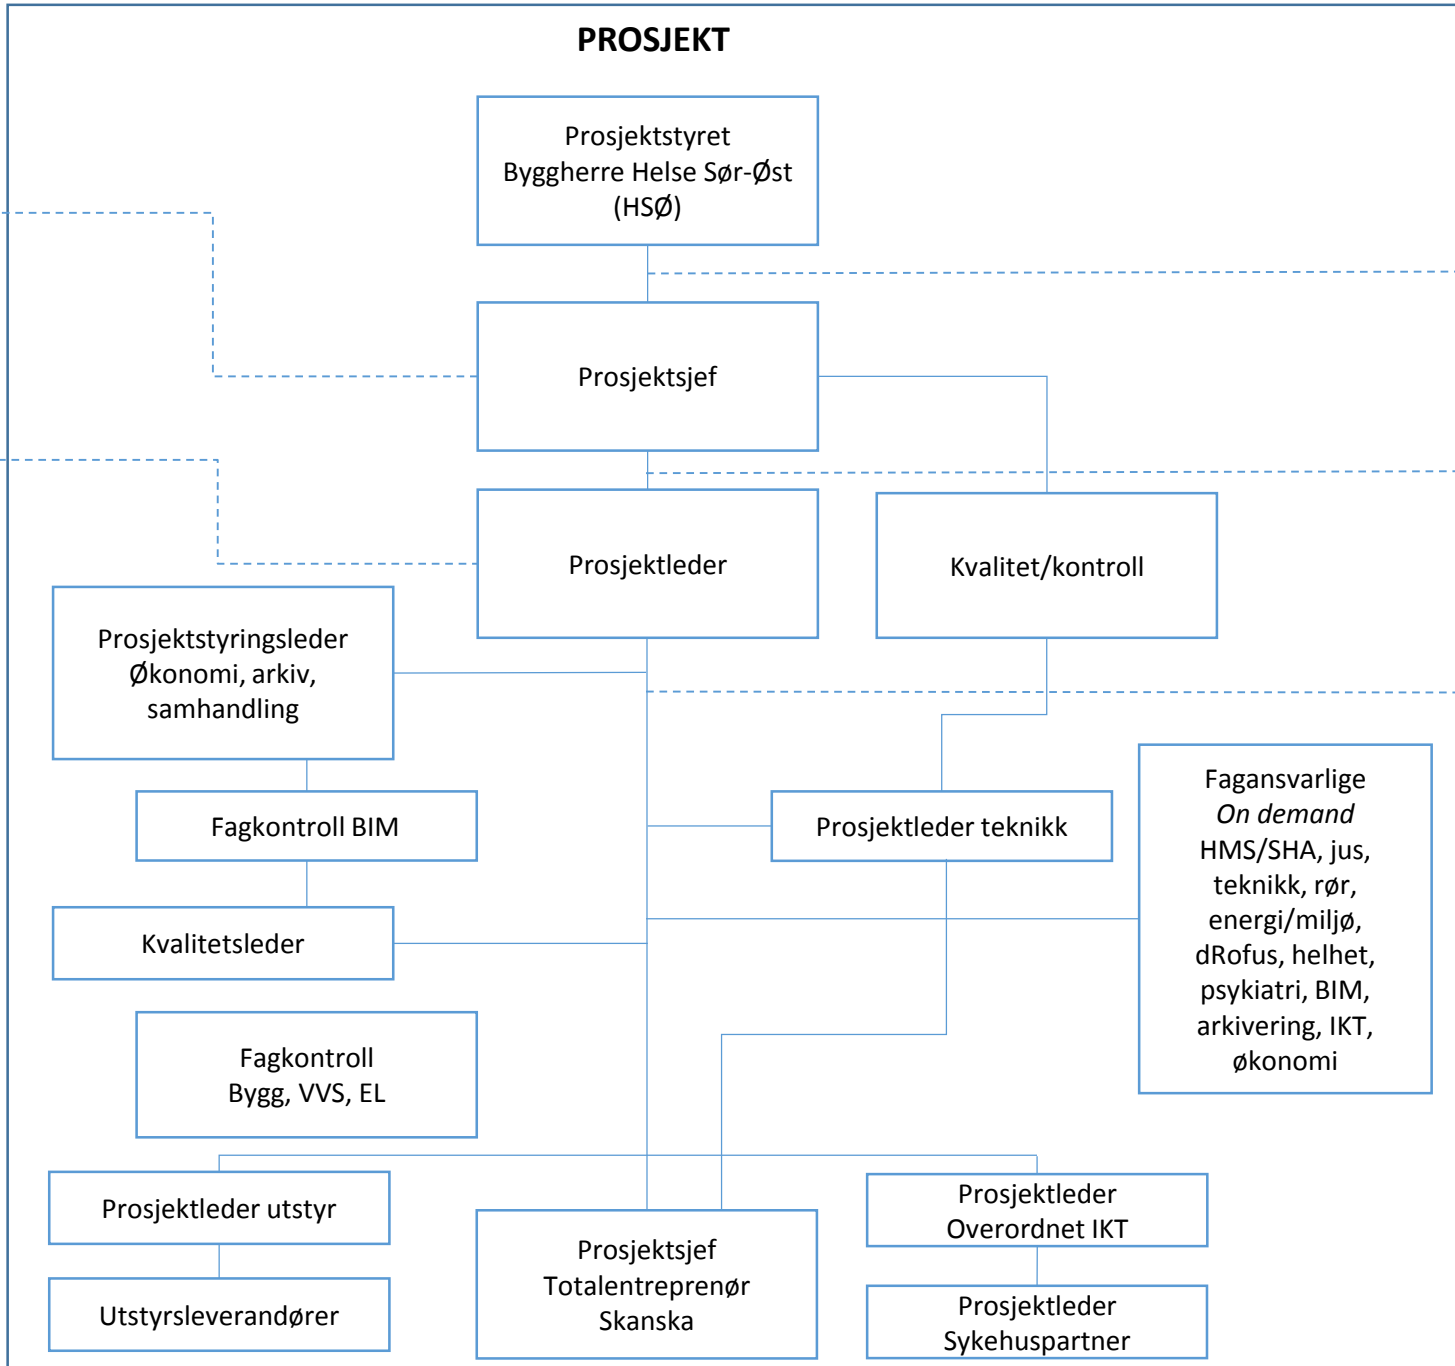 PROSJEKT
Prosjektstyret
Byggherre Helse Sør-Øst
(HSØ)
Prosjektsjef
Prosjektleder
Kvalitet/kontroll
Prosjektstyringsleder
Økonomi, arkiv,
samhandling
Fagkontroll BIM
Prosjektleder teknikk
Fagansvarlige
On demand
HMS/SHA, jus,
teknikk, rør,
energi/miljø,
dRofus, helhet,
psykiatri, BIM,
arkivering, IKT,
økonomi
Kvalitetsleder
Fagkontroll
Bygg, VVS, EL
Prosjektleder utstyr
Utstyrsleverandører
Prosjektsjef
Totalentreprenør
Skanska
Prosjektleder
Overordnet IKT
Prosjektleder
Sykehuspartner